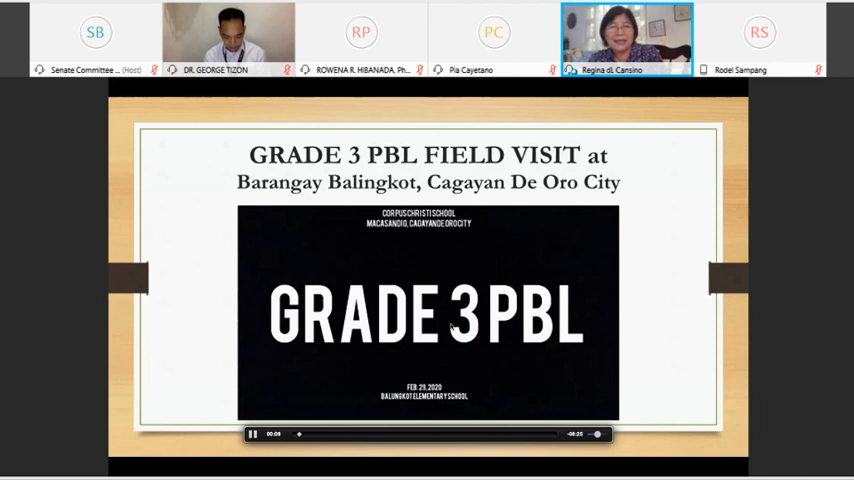 SB
RP
PC
RS
Senate Committee ... (Host)
DR. GEORGE TIZON
ROWENA R. HIBANADA, Ph...
Pia Cayetano
Regina dL Cansino
Rodel Sampang
GRADE 3 PBL FIELD VISIT at
Barangay Balingkot, Cagayan De Oro City
CORPUS CHRISTI SCHOOL
MACASANDIG, CAGAYAN DE ORO CITY
GRADE 3 PBL
FEB. 29, 2020
BALUNGKOT ELEMENTARY SCHOOL
00:08
-06:25